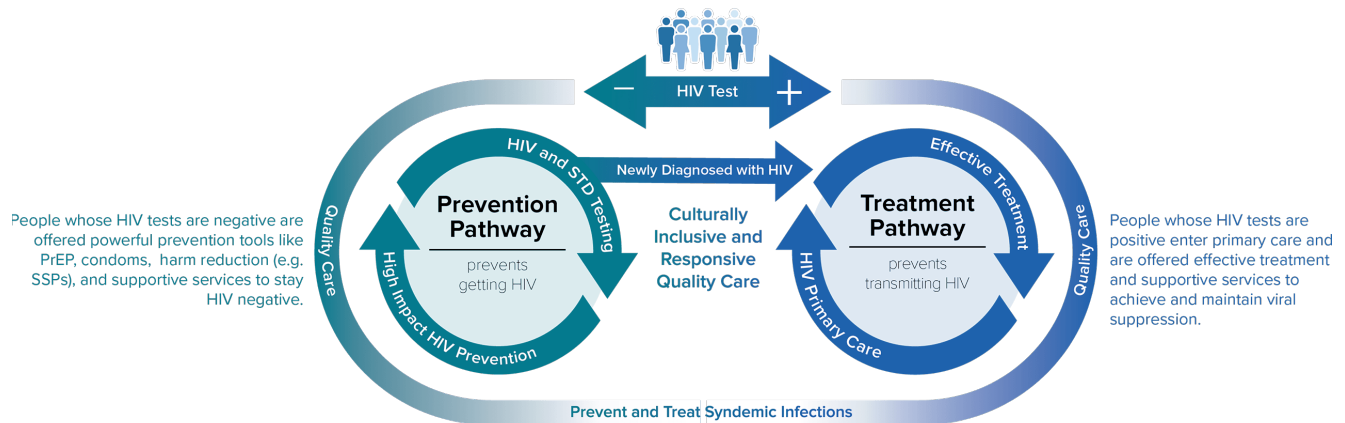 −
HIV Test
+
HIV and STD Testing
Newly Diagnosed with HIV
Effective Treatment
Prevention
Pathway
prevents
getting HIV
High Impact HIV Prevention
Culturally
Inclusive and
Responsive
Quality Care
Treatment
Pathway
prevents
transmitting HIV
HIV Primary Care
Quality Care
Quality Care
People whose HIV tests are negative are
offered powerful prevention tools like
PrEP, condoms, harm reduction (e.g.
SSPs), and supportive services to stay
HIV negative.
People whose HIV tests are
positive enter primary care and
are offered effective treatment
and supportive services to
achieve and maintain viral
suppression.
Prevent and Treat Syndemic Infections